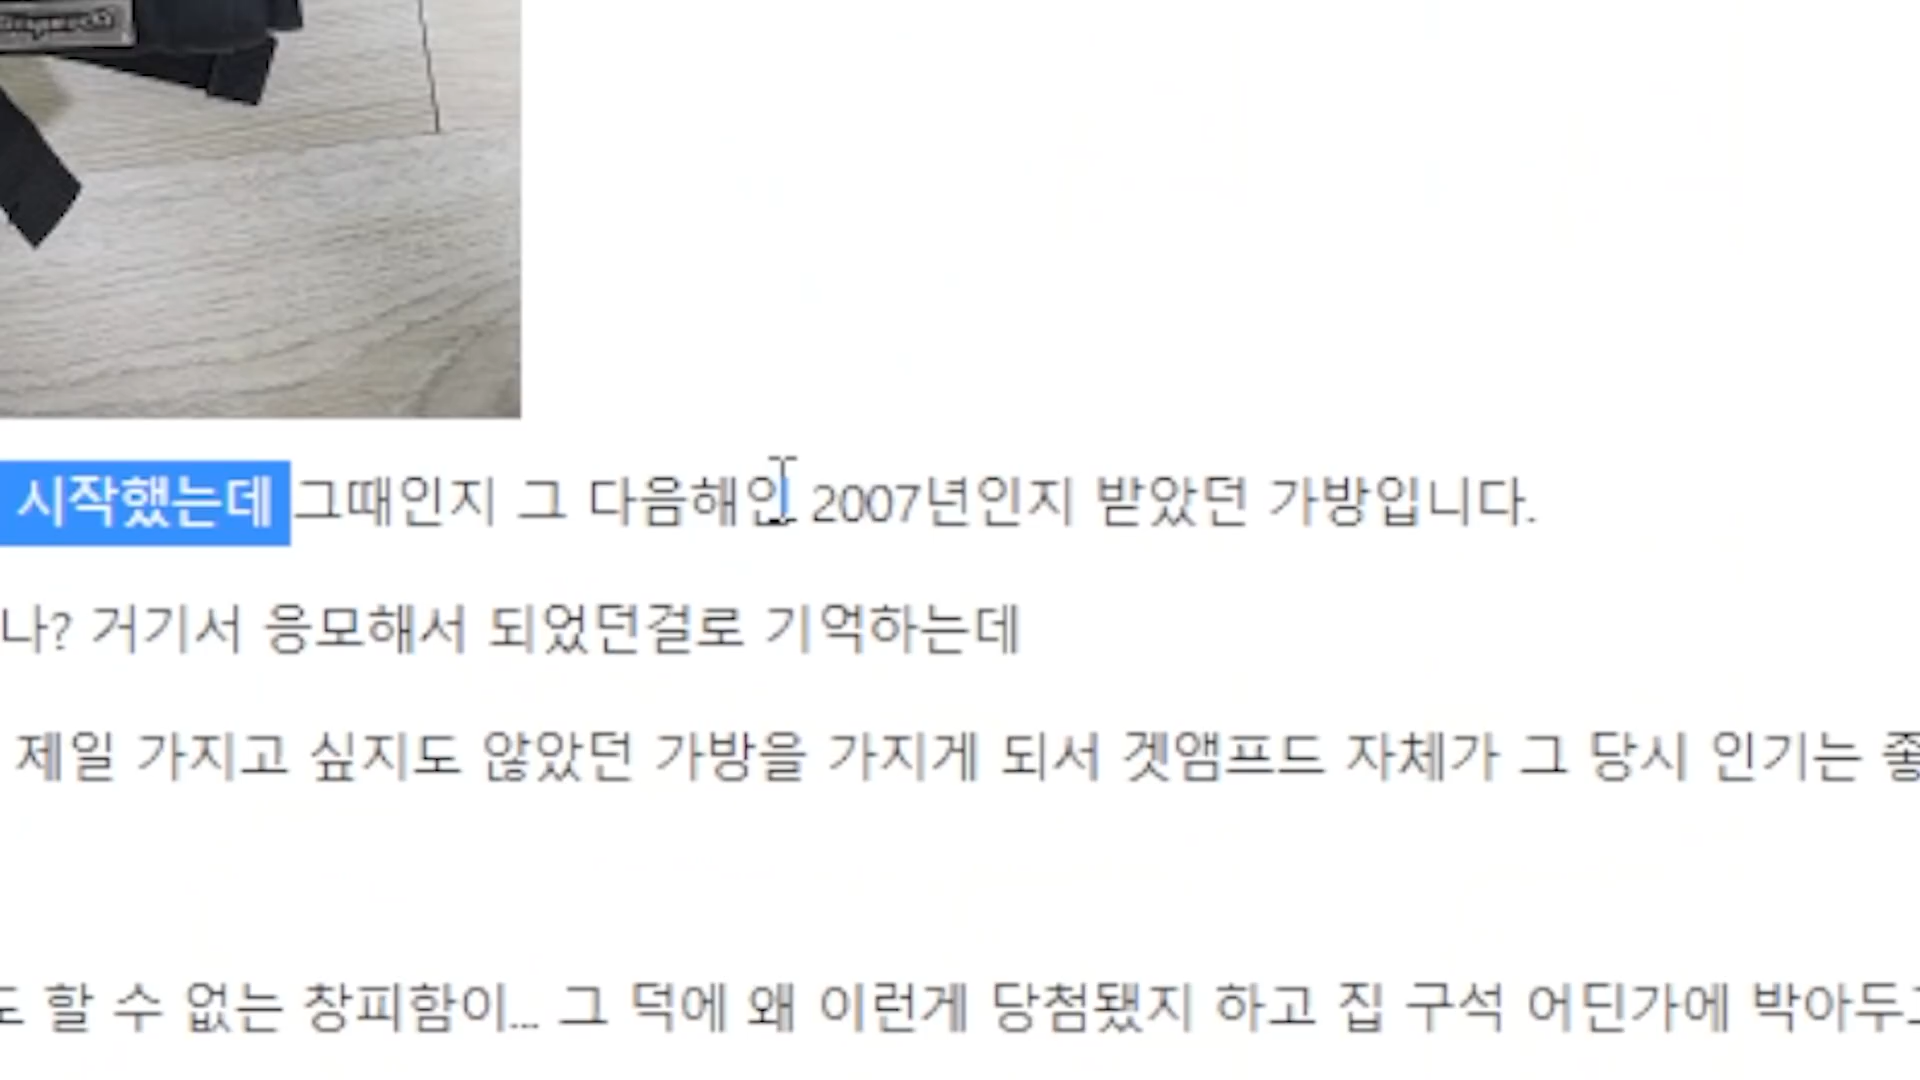 시작했는데 그때인지 그 다음해인 2007년인지 받았던 가방입니다.
나? 거기서 응모해서 되었던걸로 기억하는데
제일 가지고 싶지도 않았던 가방을 가지게 되서 겟앰프드 자체가 그 당시 인기는
할 수 없는 창피함이... 그 덕에 왜 이런게 당첨됐지 하고 집 구석 어딘가에 박아두고